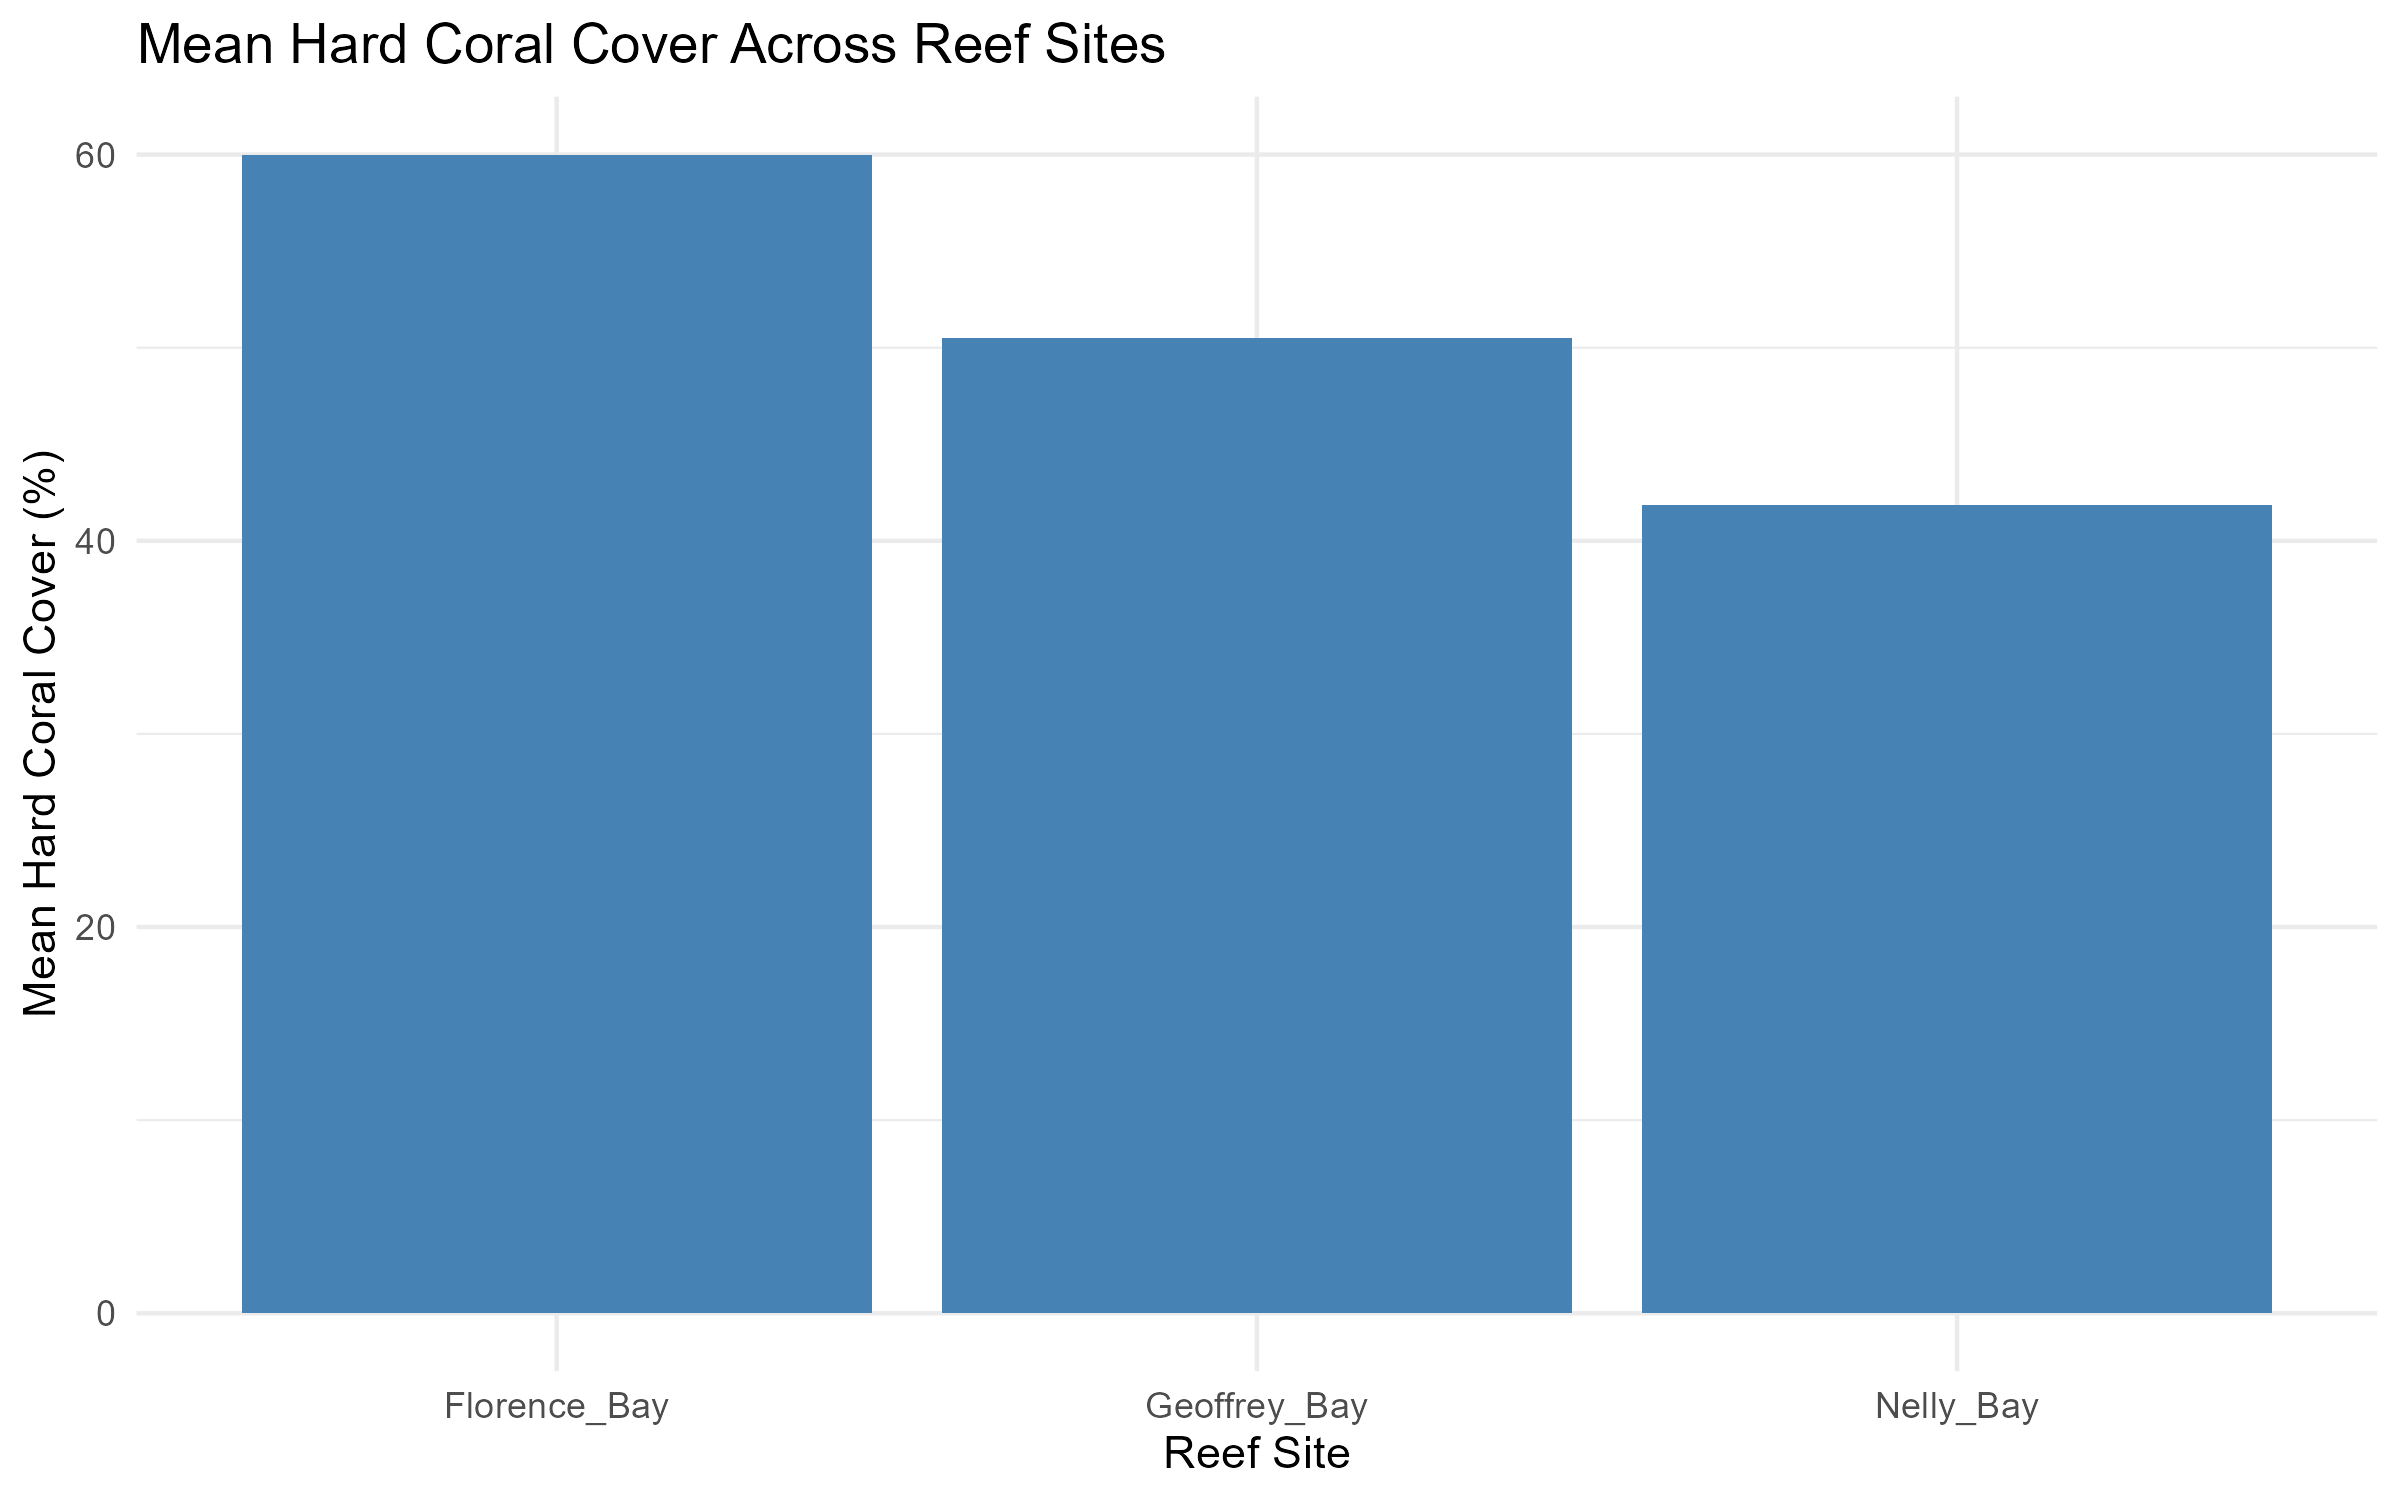 Mean Hard Coral Cover Across Reef Sites
Mean Hard Coral Cover (%)
60
40
20
0
Florence_Bay
Geoffrey_Bay
Nelly_Bay
Reef Site